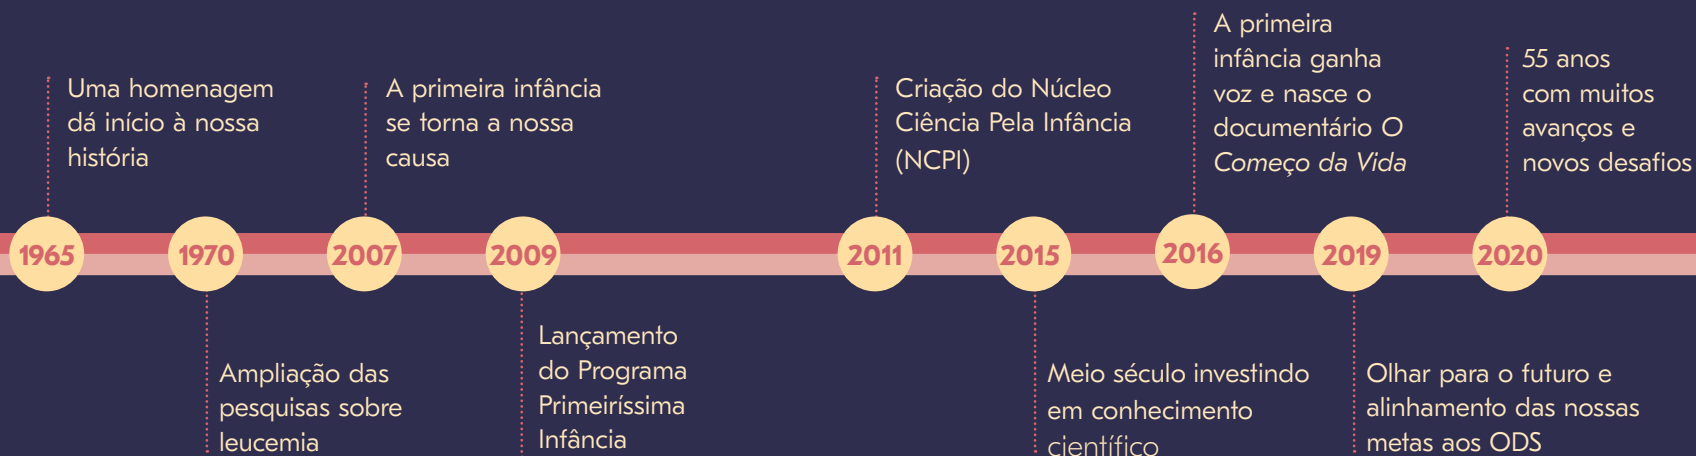 1965
Uma homenagem
dá início à nossa
história
1970
Ampliação das
pesquisas sobre
leucemia
2007
A primeira infância
se torna a nossa
causa
2009
Lançamento
do Programa
Primeiríssima
Infância
2011
Criação do Núcleo
Ciência Pela Infância
(NCPI)
2015
Meio século investindo
em conhecimento
científico
2016
A primeira
infância ganha
voz e nasce o
documentário O
Começo da Vida
2019
Olhar para o futuro e
alinhamento das nossas
metas aos ODS
2020
55 anos
com muitos
avanços e
novos desafios